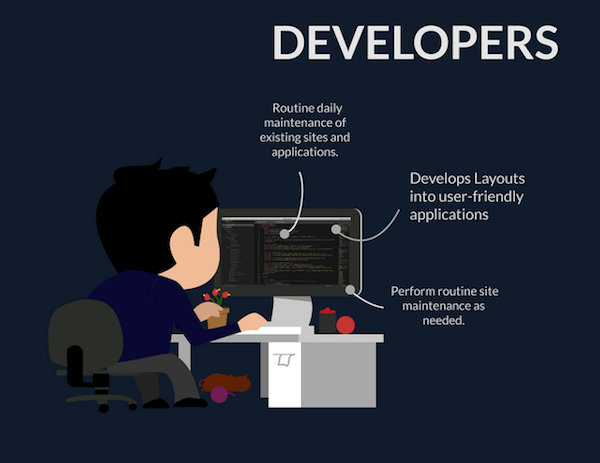 DEVELOPERS
Routine daily
maintenance of
existing sites and
applications.
Develops Layouts
into user-friendly
applications
Perform routine site
maintenance as
needed.